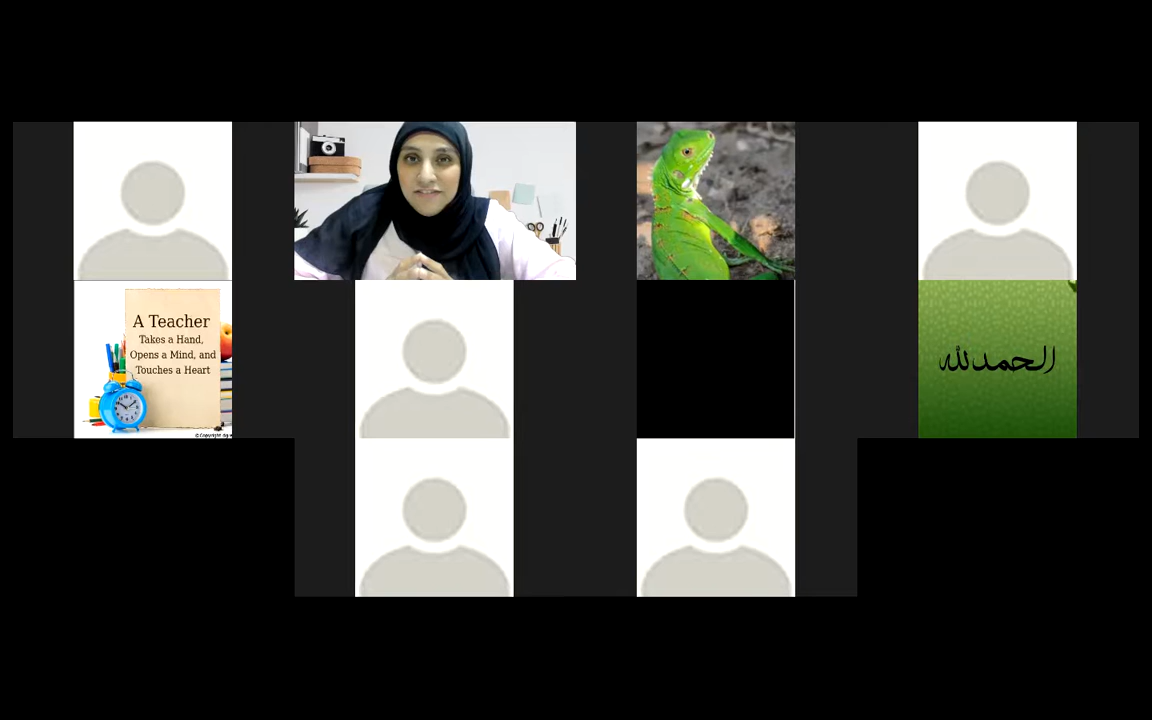 A Teacher
Takes a Hand,
Opens a Mind, and
Touches a Heart
الحمدلله